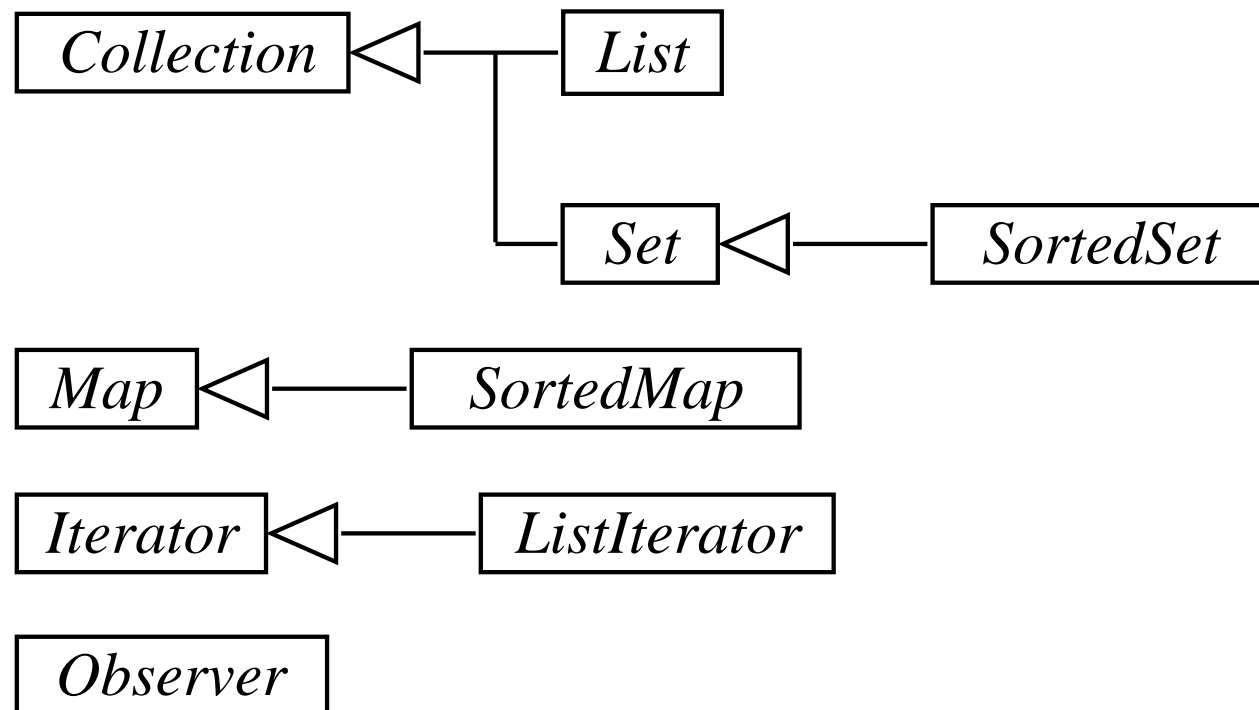 Collection
List
Set
SortedSet
Map
SortedMap
Iterator
ListIterator
Observer